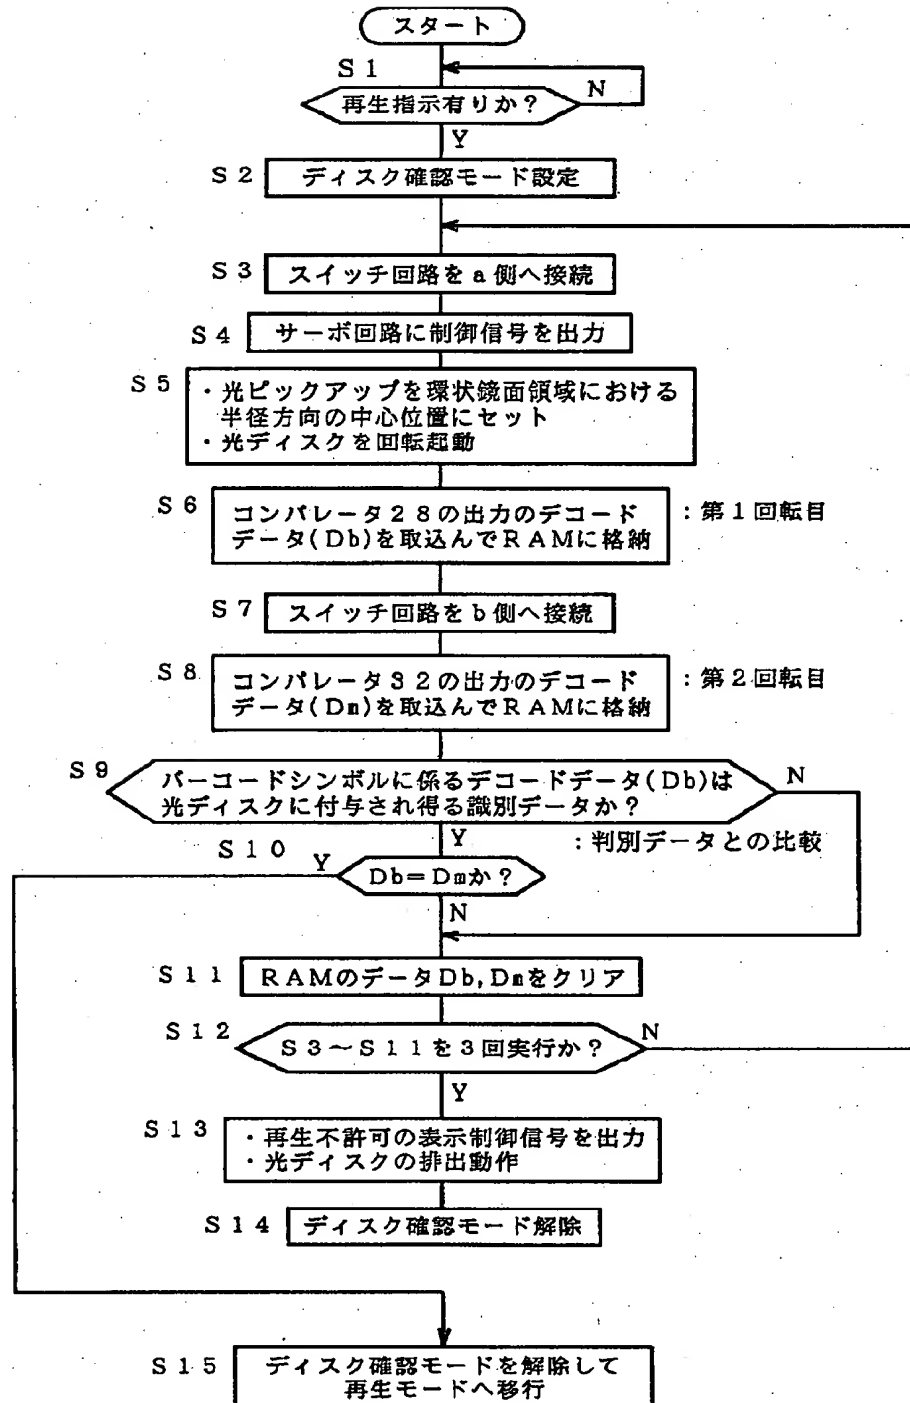 スタート
S1
再生指示有りか?
N
Y
S2 ディスク確認モード設定
S3 スイッチ回路をa側へ接続
S4 サーボ回路に制御信号を出力
S5 ・光ピックアップを環状鏡面領域における
半径方向の中心位置にセット
・光ディスクを回転起動
S6 コンパレータ28の出力のデコード :第1回転目
データ(Db)を取込んでRAMに格納
S7 スイッチ回路をb側へ接続
S8 コンパレータ32の出力のデコード :第2回転目
データ(Dm)を取込んでRAMに格納
S9 バーコードシンボルに係るデコードデータ(Db)は N
光ディスクに付与され得る識別データか?
Y :判別データとの比較
S10 Y Db=Dmか?
N
S11 RAMのデータDb,Dmをクリア
S12 S3~S11を3回実行か? N
Y
S13 ・再生不許可の表示制御信号を出力
・光ディスクの排出動作
S14 ディスク確認モード解除
S15 ディスク確認モードを解除して
再生モードへ移行